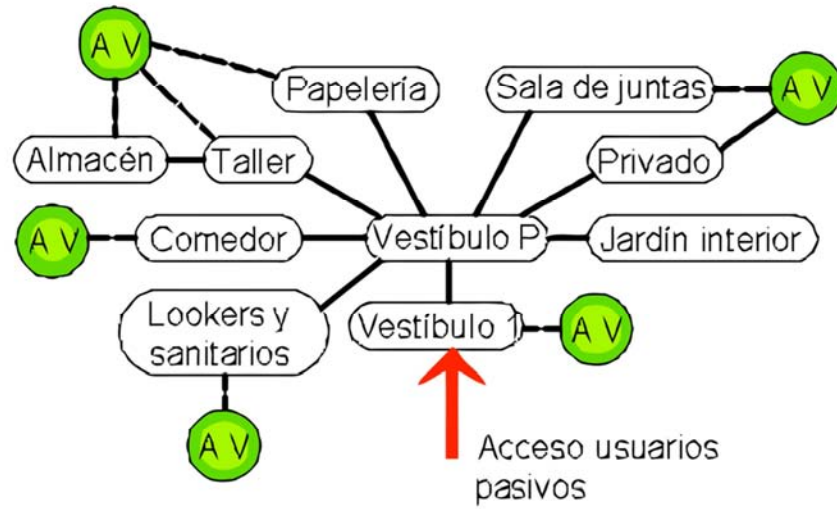 A V
Papelería
Sala de juntas
A V
Almacén
Taller
Privado
A V
Comedor
Vestíbulo P.
Jardín interior
Lookers y
sanitarios
Vestíbulo 1
A V
A V
Acceso usuarios
pasivos